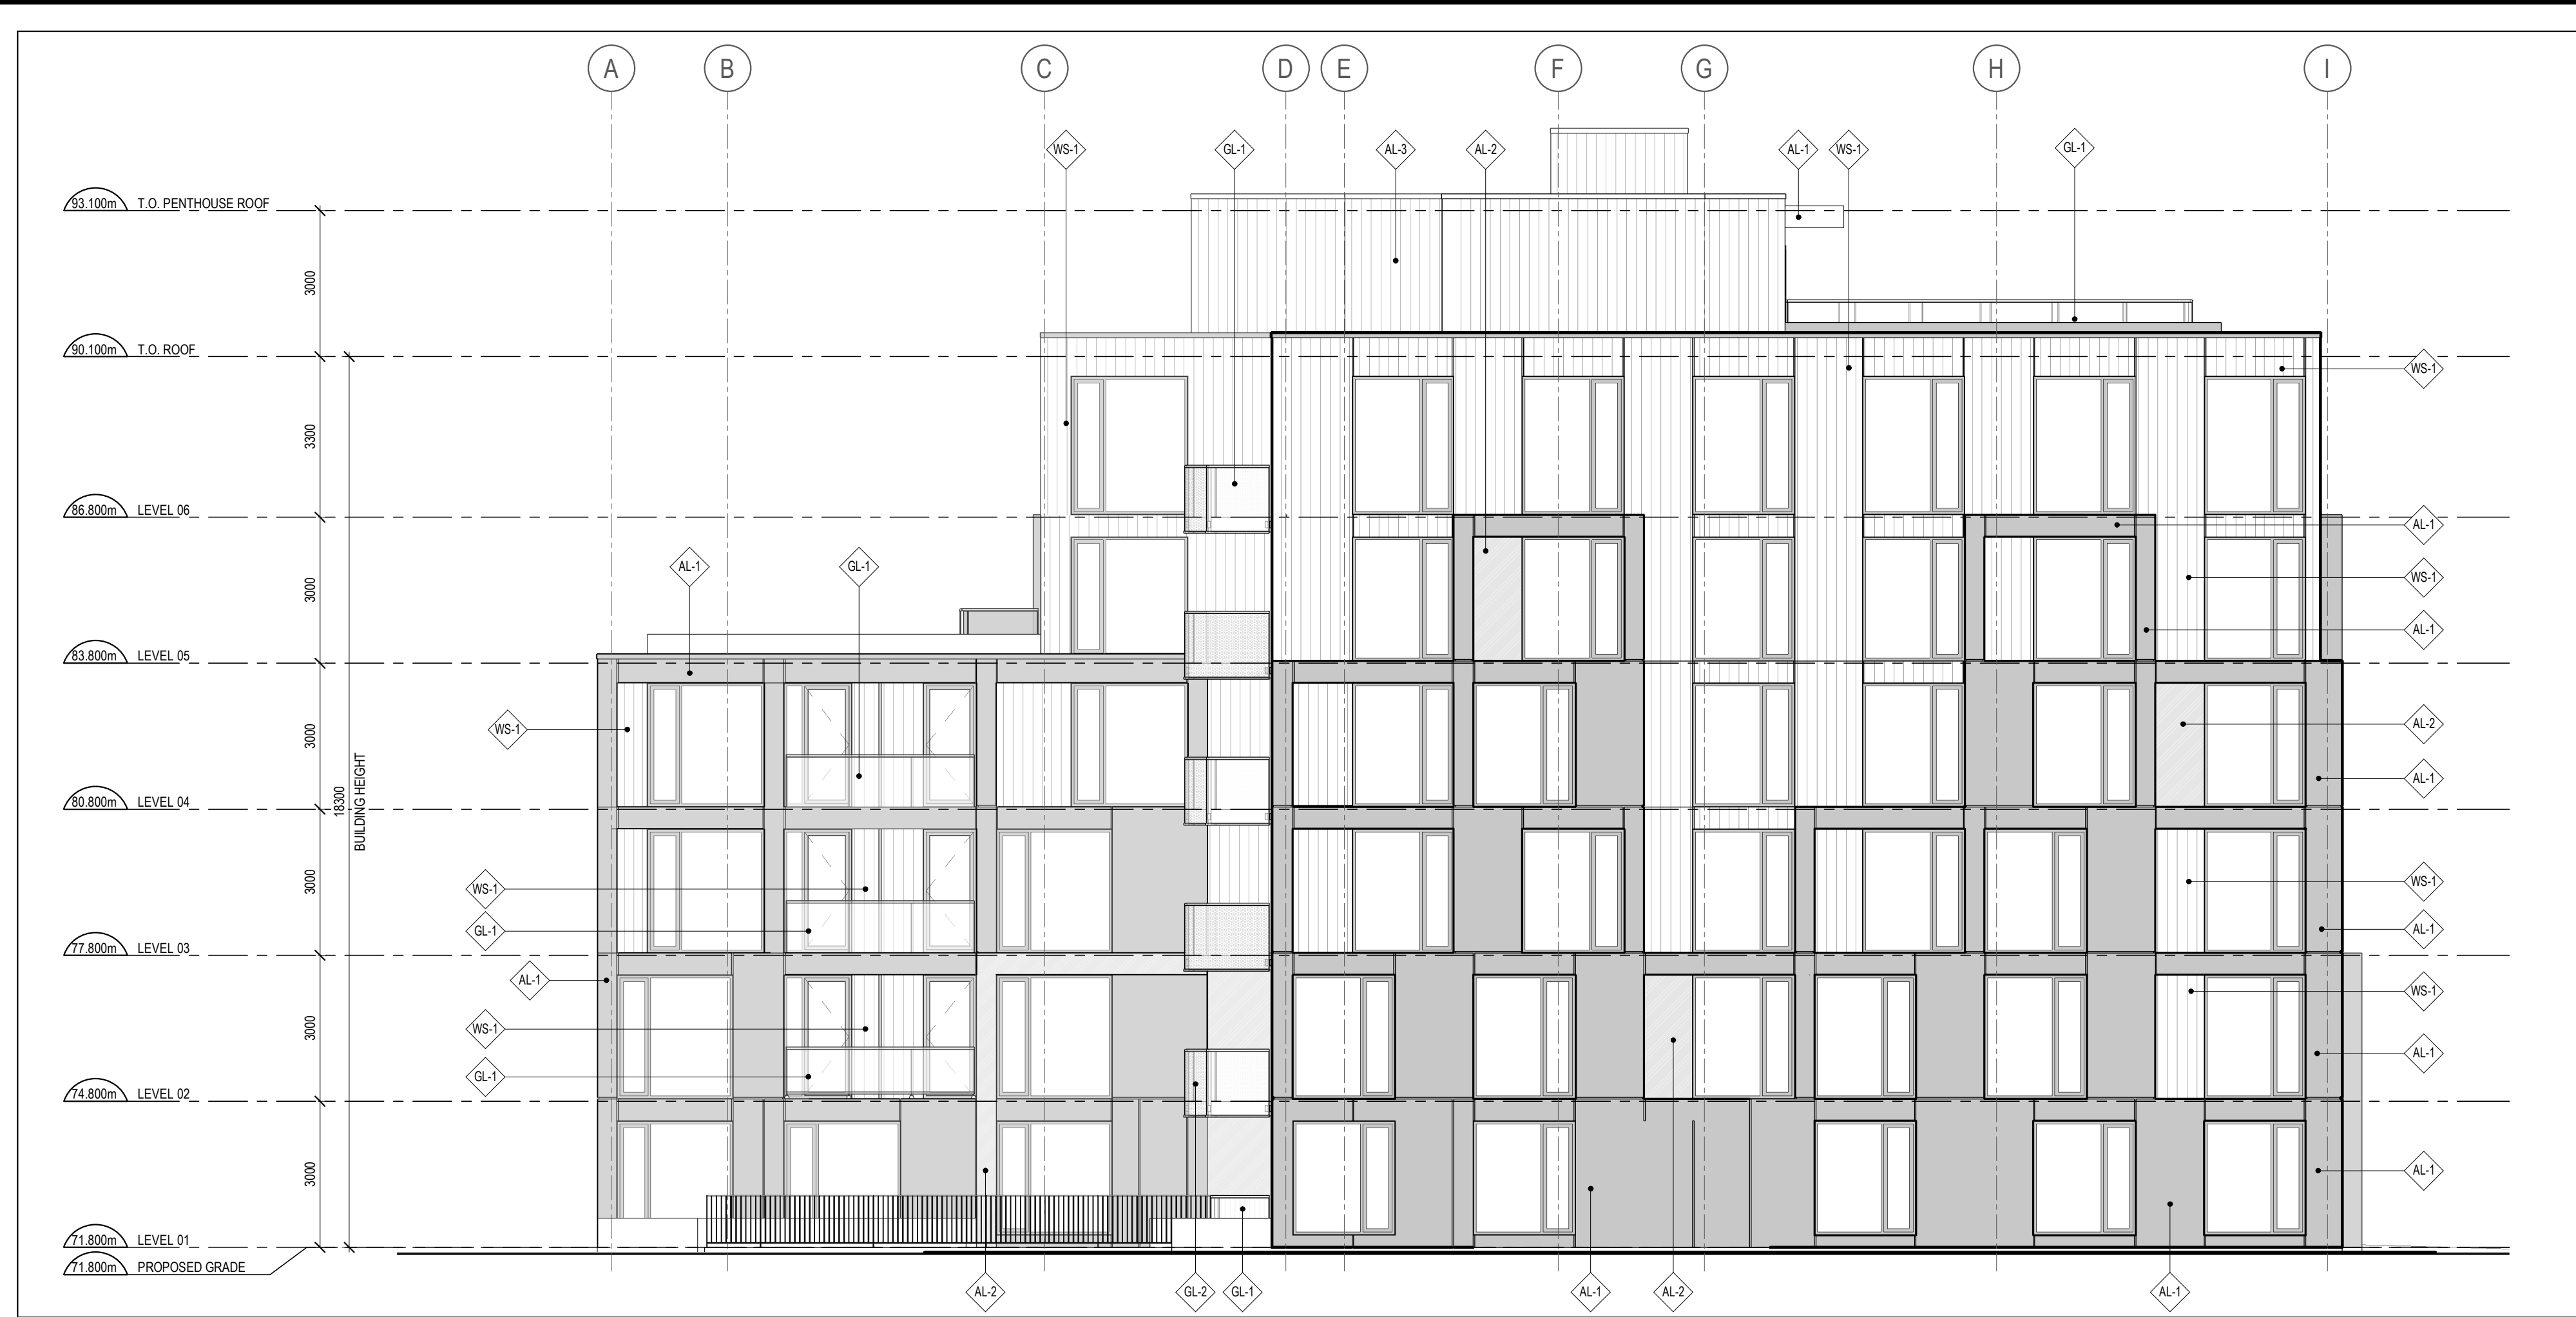 A B C D E F G H I
WS-1 GL-1 AL-3 AL-2 AL-1 WS-1 GL-1
93.100m T.O. PENTHOUSE ROOF
3000
90.100m T.O. ROOF
WS-1
3300
86.800m LEVEL 06
AL-1
AL-1 GL-1 WS-1
3000
AL-1
83.800m LEVEL 05
WS-1 AL-2
3000
AL-1
80.800m LEVEL 04
18300
BUILDING HEIGHT
3000
WS-1 WS-1
GL-1 AL-1
77.800m LEVEL 03
AL-1 WS-1
3000
WS-1 AL-1
GL-1
74.800m LEVEL 02
3000
AL-1
71.800m LEVEL 01
71.800m PROPOSED GRADE
AL-2 GL-2 GL-1 AL-1 AL-2 AL-1